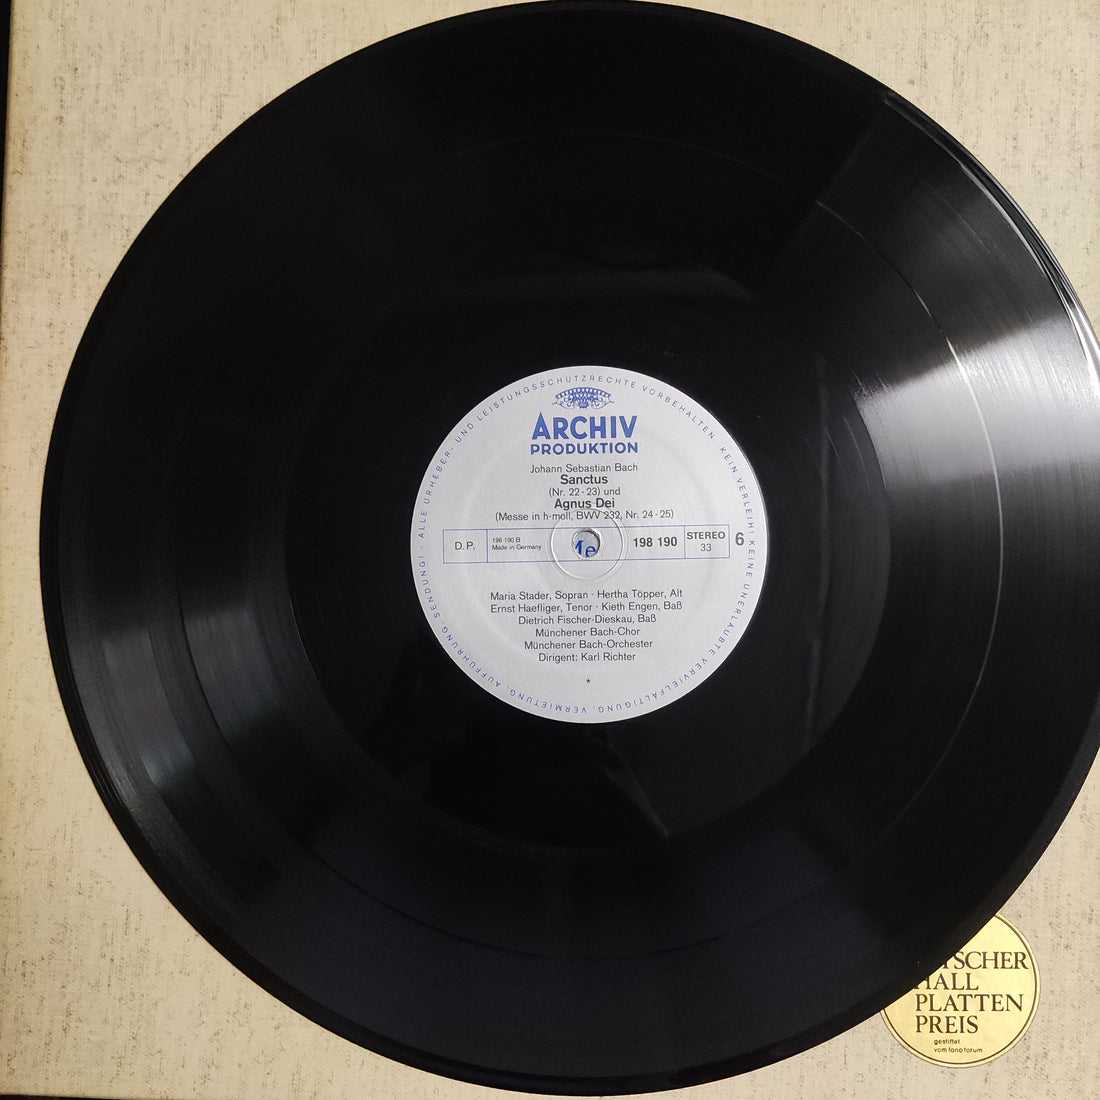 ALLE URHEBER- UND LEISTUNGSSCHUTZRECHTE VORBEHALTEN. KEIN VERLEIH! KEINE UNERLAUBTE VERVIELFÄLTIGUNG, VERMIETUNG, AUFFÜHRUNG, SENDUNG! ·
ARCHIV
PRODUKTION
Johann Sebastian Bach
Sanctus
(Nr. 22-23) und
Agnus Dei
(Messe in h-moll, BWV 232, Nr. 24-25)
D.P.
198 190 B
Made in Germany
Me
198 190
STEREO
33
6
Maria Stader, Sopran · Hertha Töpper, Alt
Ernst Haefliger, Tenor · Kieth Engen, Baß
Dietrich Fischer-Dieskau, Baß
Münchener Bach-Chor
Münchener Bach-Orchester
Dirigent: Karl Richter
*
TSCHER
HALL
PLATTEN
PREIS
gestiftet
vom fono forum